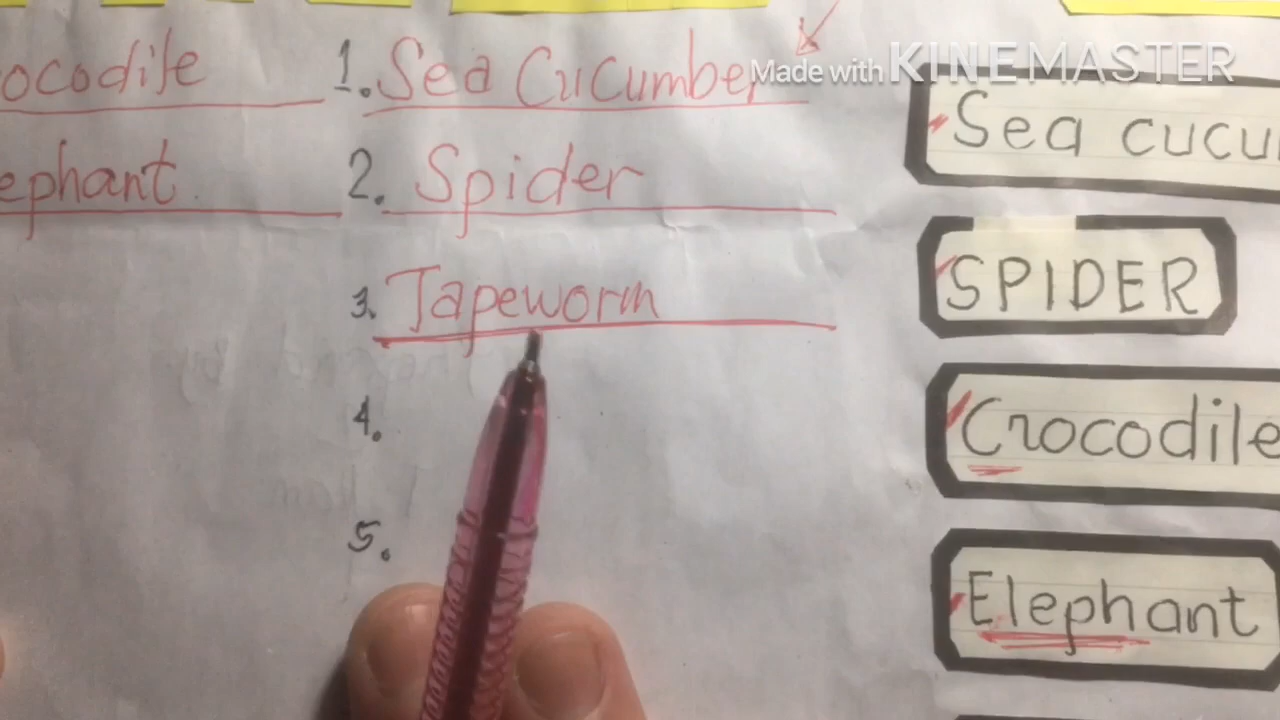 ocodile
ephant.
1. Sea Cucumber
2. Spider
3. Tapeworm
4.
5.
Made with KINEMASTER
Sea cucu
SPIDER
Crocodile
Elephant